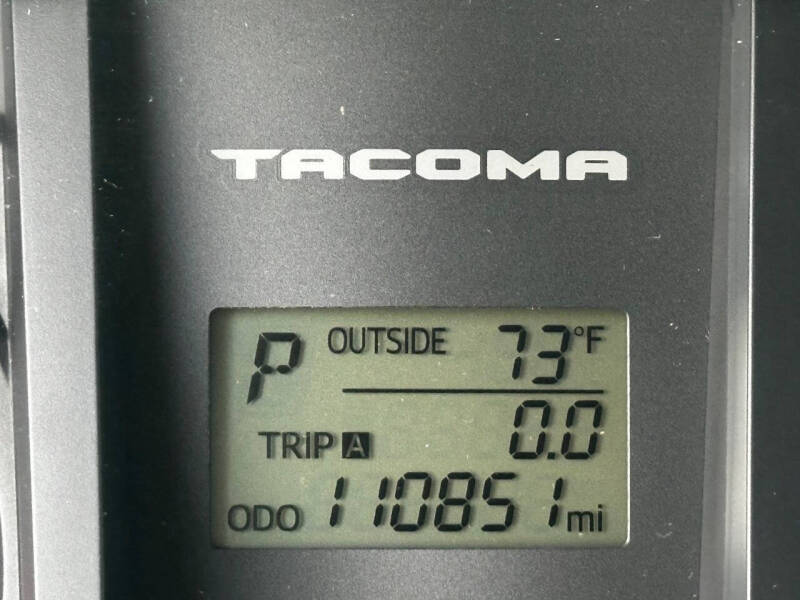 TACOMA
P OUTSIDE 73°F
TRIP A 0.0
ODO 110851 mi